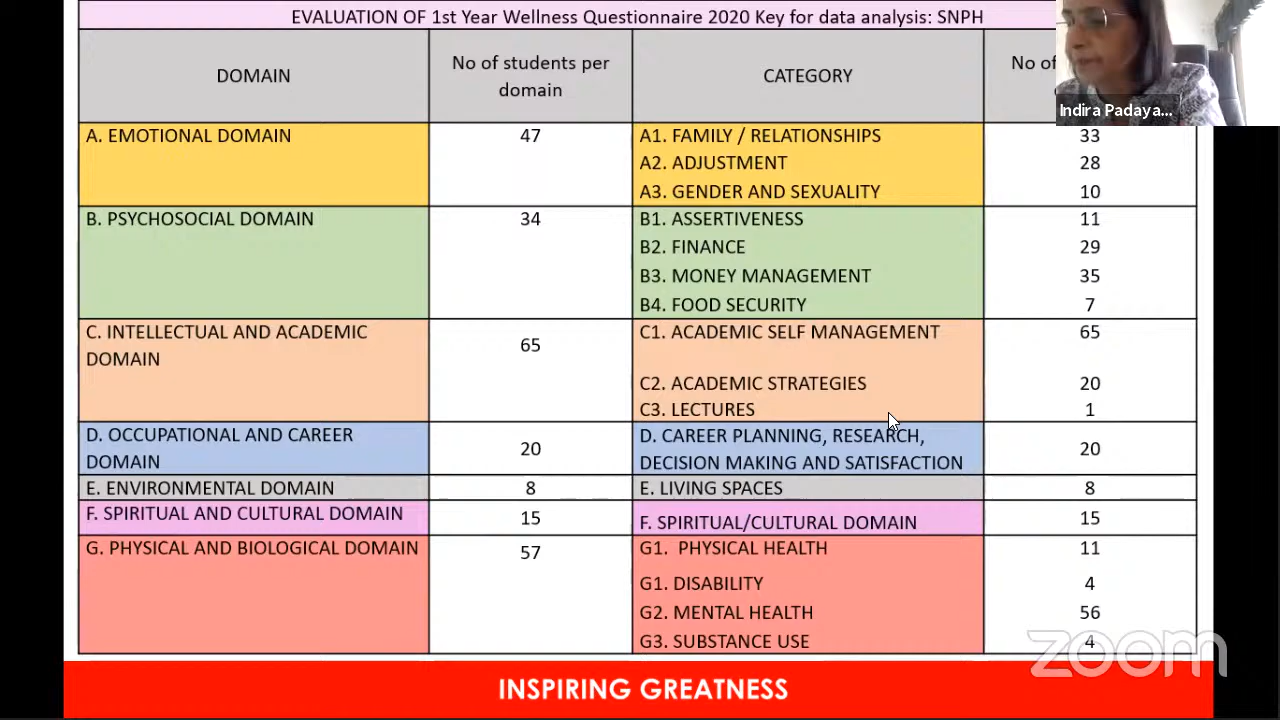 EVALUATION OF 1st Year Wellness Questionnaire 2020 Key for data analysis: SNPH
DOMAIN
No of students per
domain
CATEGORY
No of
Indira Padaya...
A. EMOTIONAL DOMAIN
47
A1. FAMILY / RELATIONSHIPS
33
A2. ADJUSTMENT
28
A3. GENDER AND SEXUALITY
10
B. PSYCHOSOCIAL DOMAIN
34
B1. ASSERTIVENESS
11
B2. FINANCE
29
B3. MONEY MANAGEMENT
35
B4. FOOD SECURITY
7
C. INTELLECTUAL AND ACADEMIC
DOMAIN
65
C1. ACADEMIC SELF MANAGEMENT
65
C2. ACADEMIC STRATEGIES
20
C3. LECTURES
1
D. OCCUPATIONAL AND CAREER
DOMAIN
20
D. CAREER PLANNING, RESEARCH,
DECISION MAKING AND SATISFACTION
20
E. ENVIRONMENTAL DOMAIN
8
E. LIVING SPACES
8
F. SPIRITUAL AND CULTURAL DOMAIN
15
F. SPIRITUAL/CULTURAL DOMAIN
15
G. PHYSICAL AND BIOLOGICAL DOMAIN
57
G1. PHYSICAL HEALTH
11
G1. DISABILITY
4
G2. MENTAL HEALTH
56
G3. SUBSTANCE USE
4
zoom
INSPIRING GREATNESS